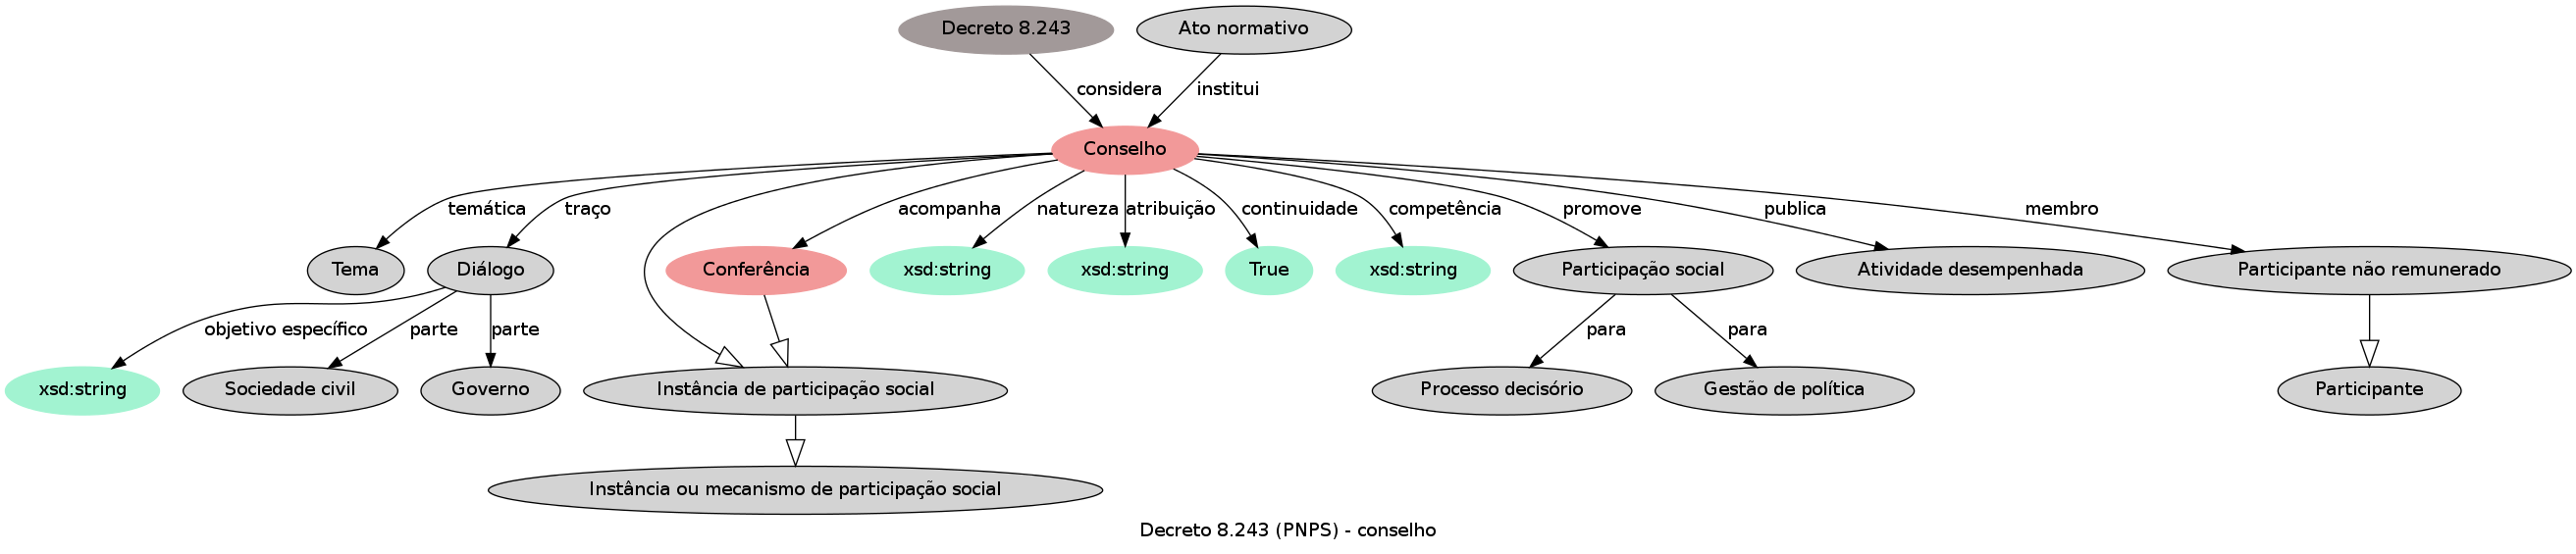 Decreto 8.243
Ato normativo
considera
institui
Conselho
temática
traço
acompanha
natureza
atribuição
continuidade
competência
promove
publica
membro
Tema
Diálogo
Conferência
xsd:string
xsd:string
True
xsd:string
Participação social
Atividade desempenhada
Participante não remunerado
objetivo específico
parte
parte
para
para
xsd:string
Sociedade civil
Governo
Instância de participação social
Processo decisório
Gestão de política
Participante
Instância ou mecanismo de participação social
Decreto 8.243 (PNPS) - conselho